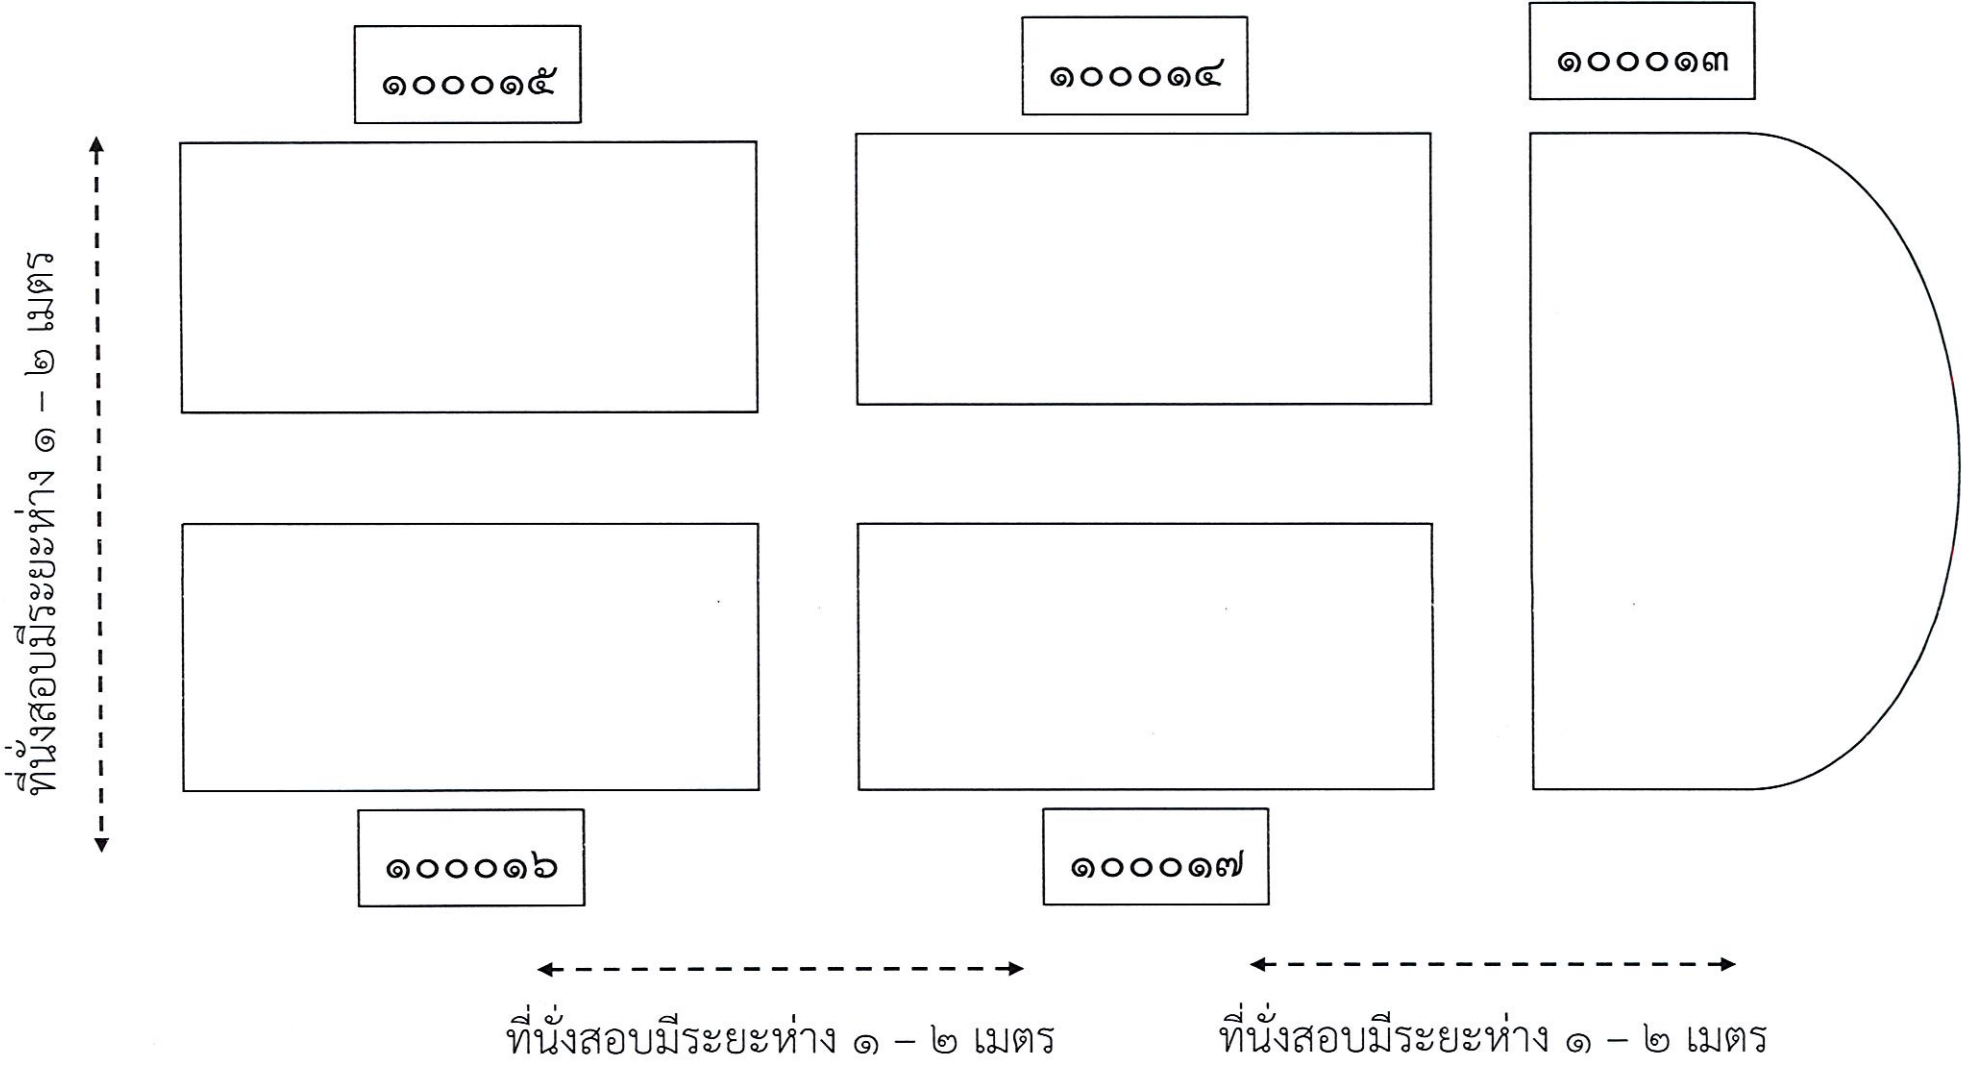 ๑๐๐๐๑๕
๑๐๐๐๑๔
๑๐๐๐๑๓
ที่นั่งสอบมีระยะห่าง ๑ – ๒ เมตร
๑๐๐๐๑๖
๑๐๐๐๑๗
ที่นั่งสอบมีระยะห่าง ๑ – ๒ เมตร
ที่นั่งสอบมีระยะห่าง ๑ – ๒ เมตร